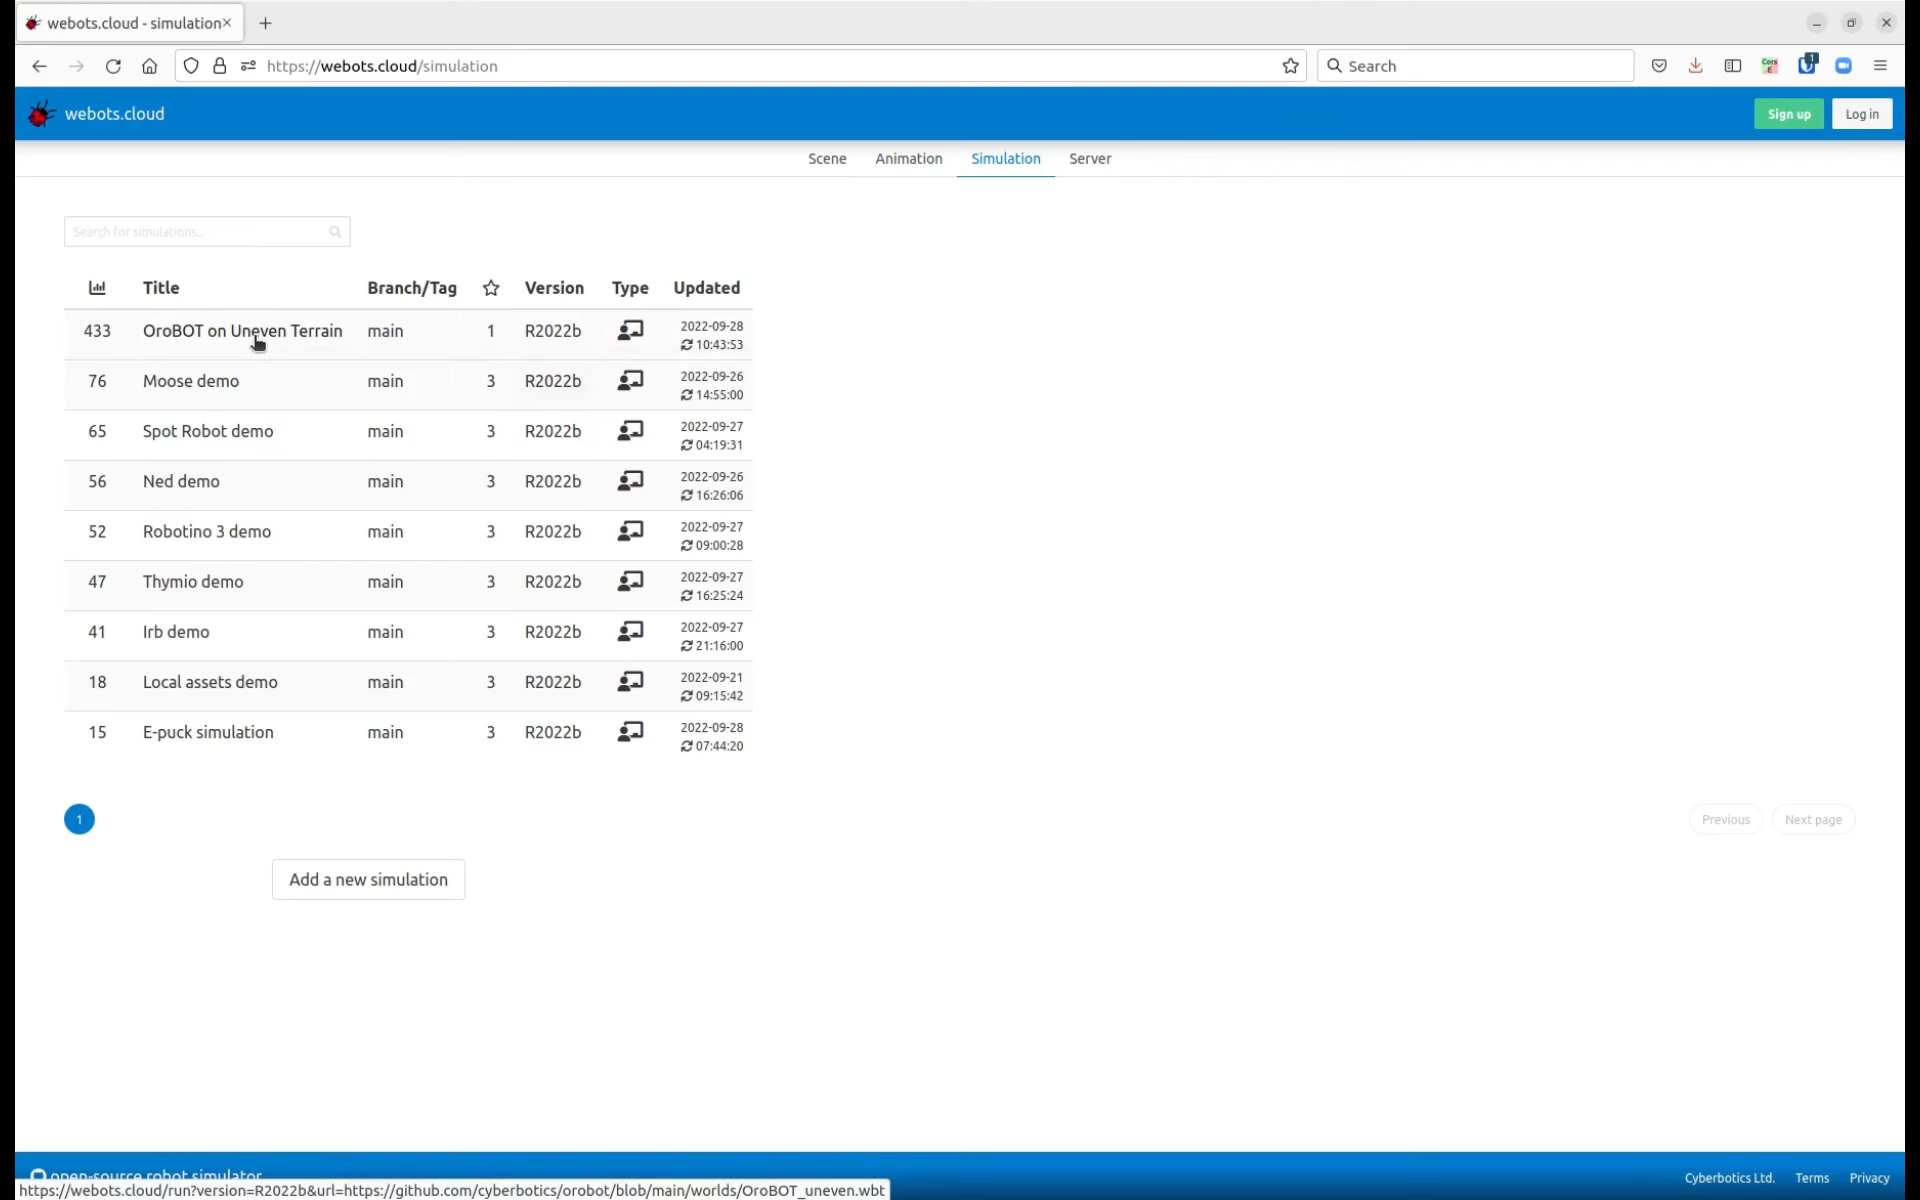 webots.cloud - simulation
https://webots.cloud/simulation
Search
Cors
E
1
webots.cloud
Sign up
Log in
Scene Animation Simulation Server
Search for simulations...
Title Branch/Tag Version Type Updated
433 OroBOT on Uneven Terrain main 1 R2022b 2022-09-28
10:43:53
76 Moose demo main 3 R2022b 2022-09-26
14:55:00
65 Spot Robot demo main 3 R2022b 2022-09-27
04:19:31
56 Ned demo main 3 R2022b 2022-09-26
16:26:06
52 Robotino 3 demo main 3 R2022b 2022-09-27
09:00:28
47 Thymio demo main 3 R2022b 2022-09-27
16:25:24
41 Irb demo main 3 R2022b 2022-09-27
21:16:00
18 Local assets demo main 3 R2022b 2022-09-21
09:15:42
15 E-puck simulation main 3 R2022b 2022-09-28
07:44:20
1
Previous Next page
Add a new simulation
open-source robot simulator
Cyberbotics Ltd. Terms Privacy
https://webots.cloud/run?version=R2022b&url=https://github.com/cyberbotics/orobot/blob/main/worlds/OroBOT_uneven.wbt